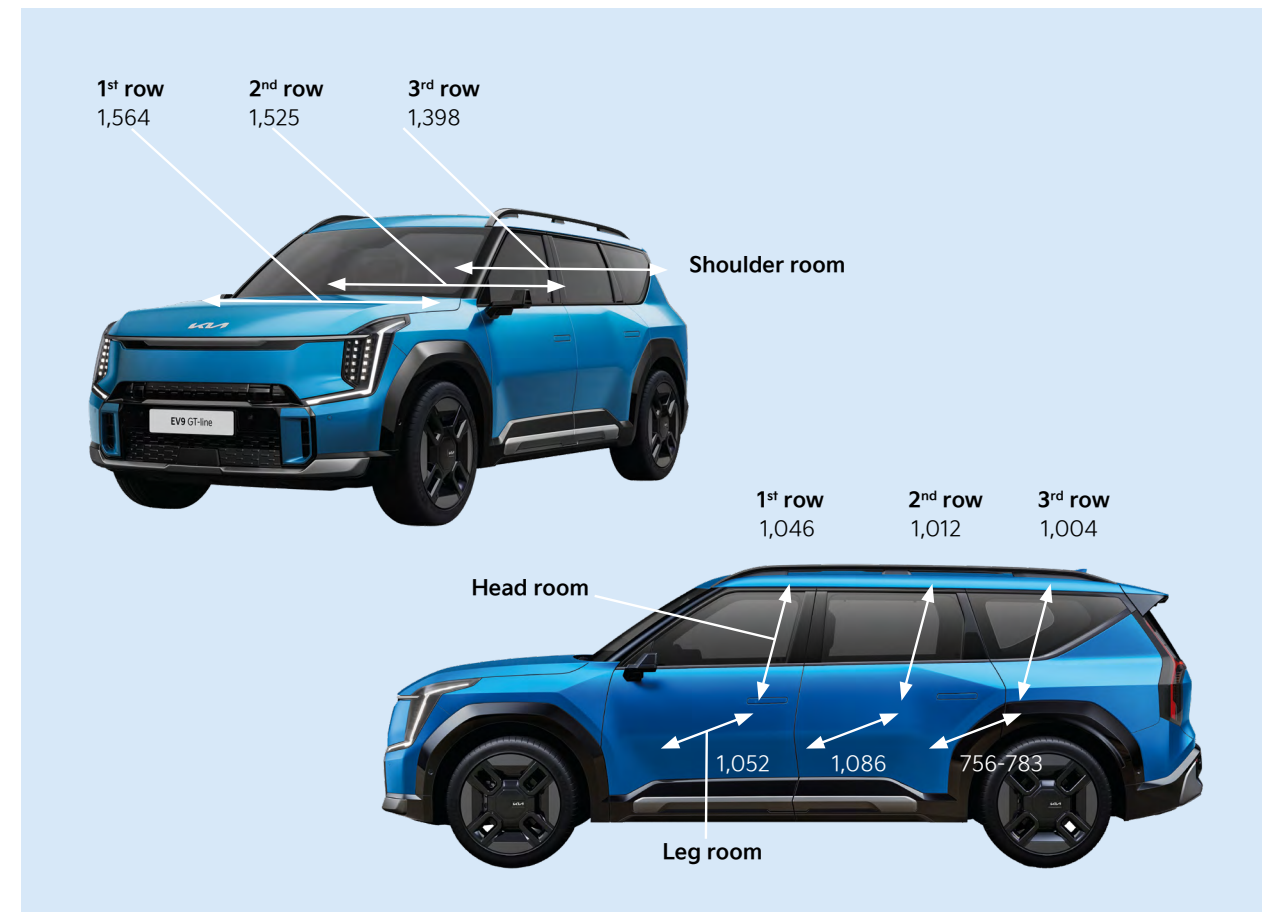 1st row 2nd row 3rd row
1,564 1,525 1,398
Shoulder room
KIA
EV9 GT-line
1st row 2nd row 3rd row
1,046 1,012 1,004
Head room
1,052 1,086 756-783
Leg room